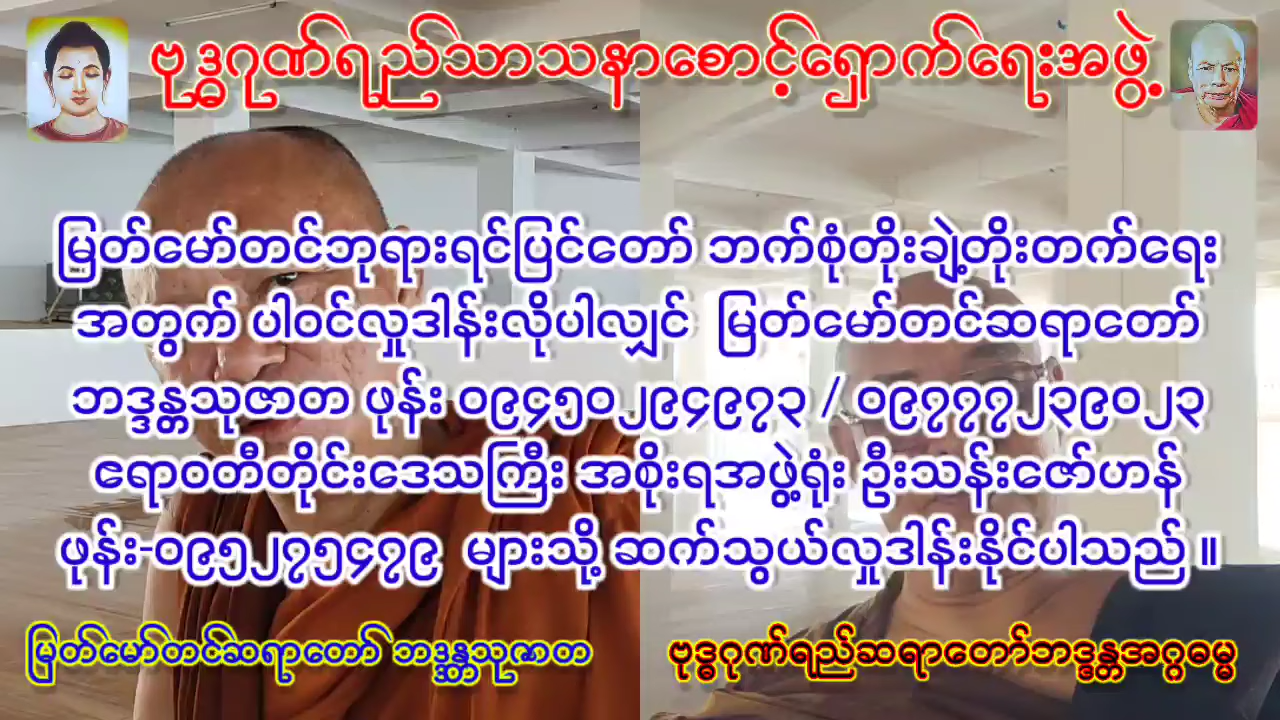 ဗုဒ္ဓဂုဏ်ရည်သာသနာစောင့်ရှောက်ရေးအဖွဲ့
မြတ်မော်တင်ဘုရားရင်ပြင်တော် ဘက်စုံတိုးချဲ့တိုးတက်ရေး
အတွက် ပါဝင်လှူဒါန်းလိုပါလျှင် မြတ်မော်တင်ဆရာတော်
ဘဒ္ဒန္တသုဇာတ ဖုန်း ၀၉၄၅၀၂၉၄၉၇၃ / ၀၉၇၇၇၂၃၉၀၂၃
ဧရာဝတီတိုင်းဒေသကြီး အစိုးရအဖွဲ့ရုံး ဦးသန်းဇော်ဟန်
ဖုန်း-၀၉၅၂၇၅၄၇၉ များသို့ ဆက်သွယ်လှူဒါန်းနိုင်ပါသည် ။
မြတ်မော်တင်ဆရာတော် ဘဒ္ဒန္တသုဇာတ
ဗုဒ္ဓဂုဏ်ရည်ဆရာတော်ဘဒ္ဒန္တအဂ္ဂဓမ္မ